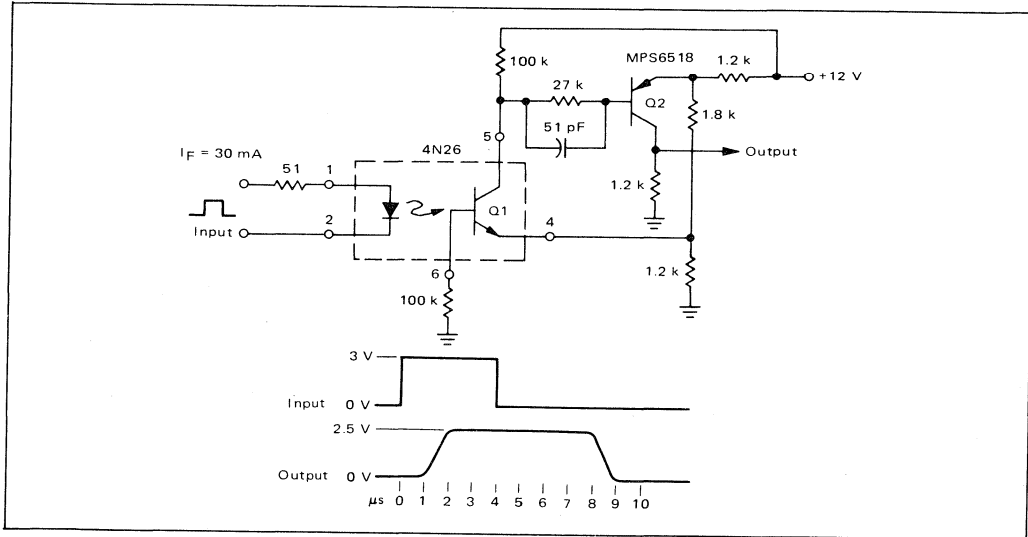 MPS6518
1.2 k
100 k
+12 V
27 k
Q2
1.8 k
51 pF
5
4N26
Output
IF = 30 mA
51
1
1.2 k
Q1
2
4
Input
6
1.2 k
100 k
3 V
Input 0 V
2.5 V
Output 0 V
μs 0 1 2 3 4 5 6 7 8 9 10